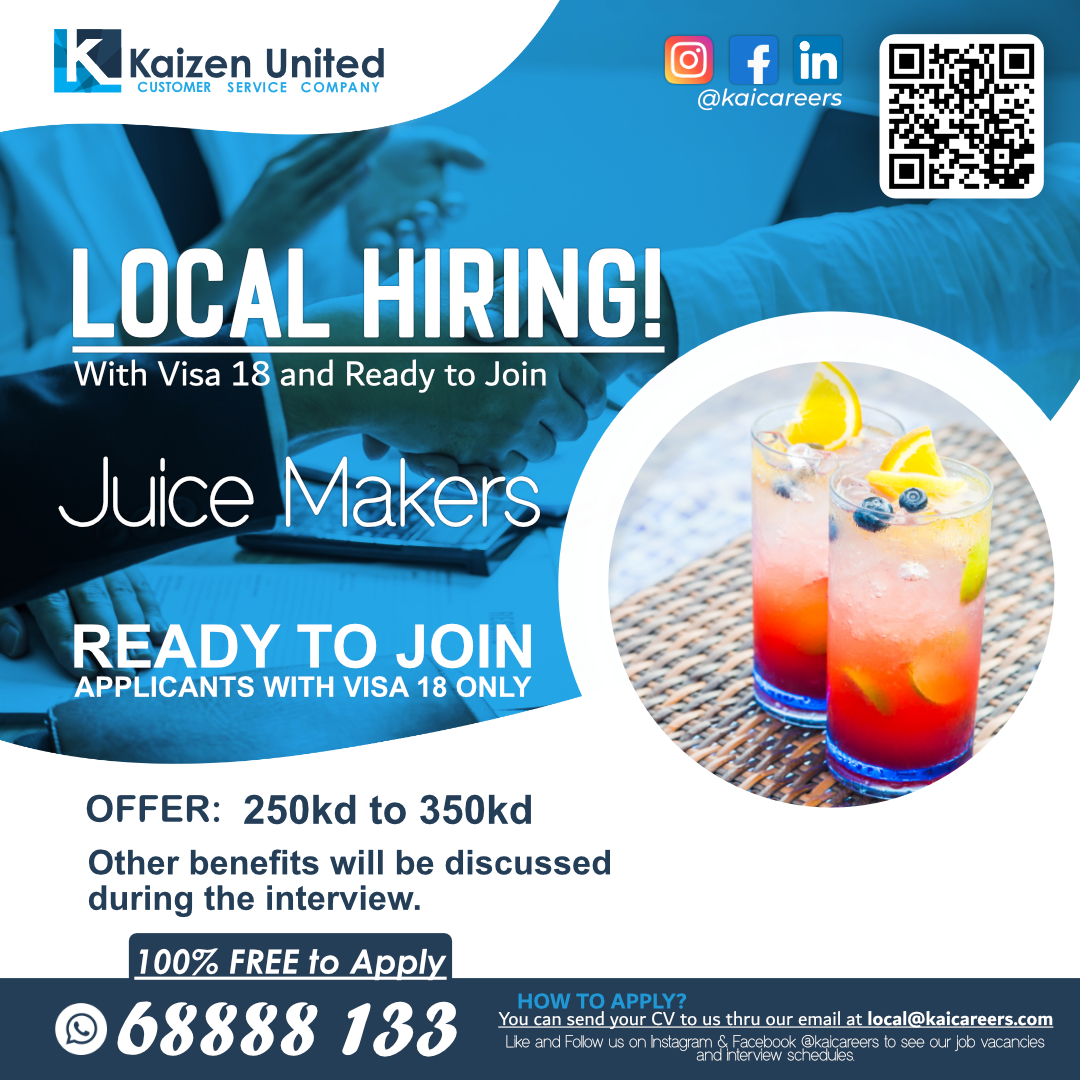 K Kaizen United
CUSTOMER SERVICE COMPANY
@kaicareers
LOCAL HIRING!
With Visa 18 and Ready to Join
Juice Makers
READY TO JOIN
APPLICANTS WITH VISA 18 ONLY
OFFER: 250kd to 350kd
Other benefits will be discussed
during the interview.
100% FREE to Apply
68888 133
HOW TO APPLY?
You can send your CV to us thru our email at local@kaicareers.com
Like and Follow us on Instagram & Facebook @kaicareers to see our job vacancies
and interview schedules.